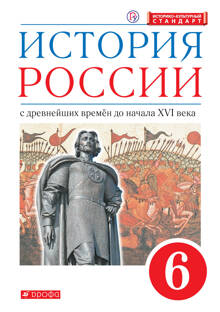 ИСТОРИКО-КУЛЬТУРНЫЙ
СТАНДАРТ
ИСТОРИЯ
РОССИИ
с древнейших времён до начала XVI века
6
ДРОФА